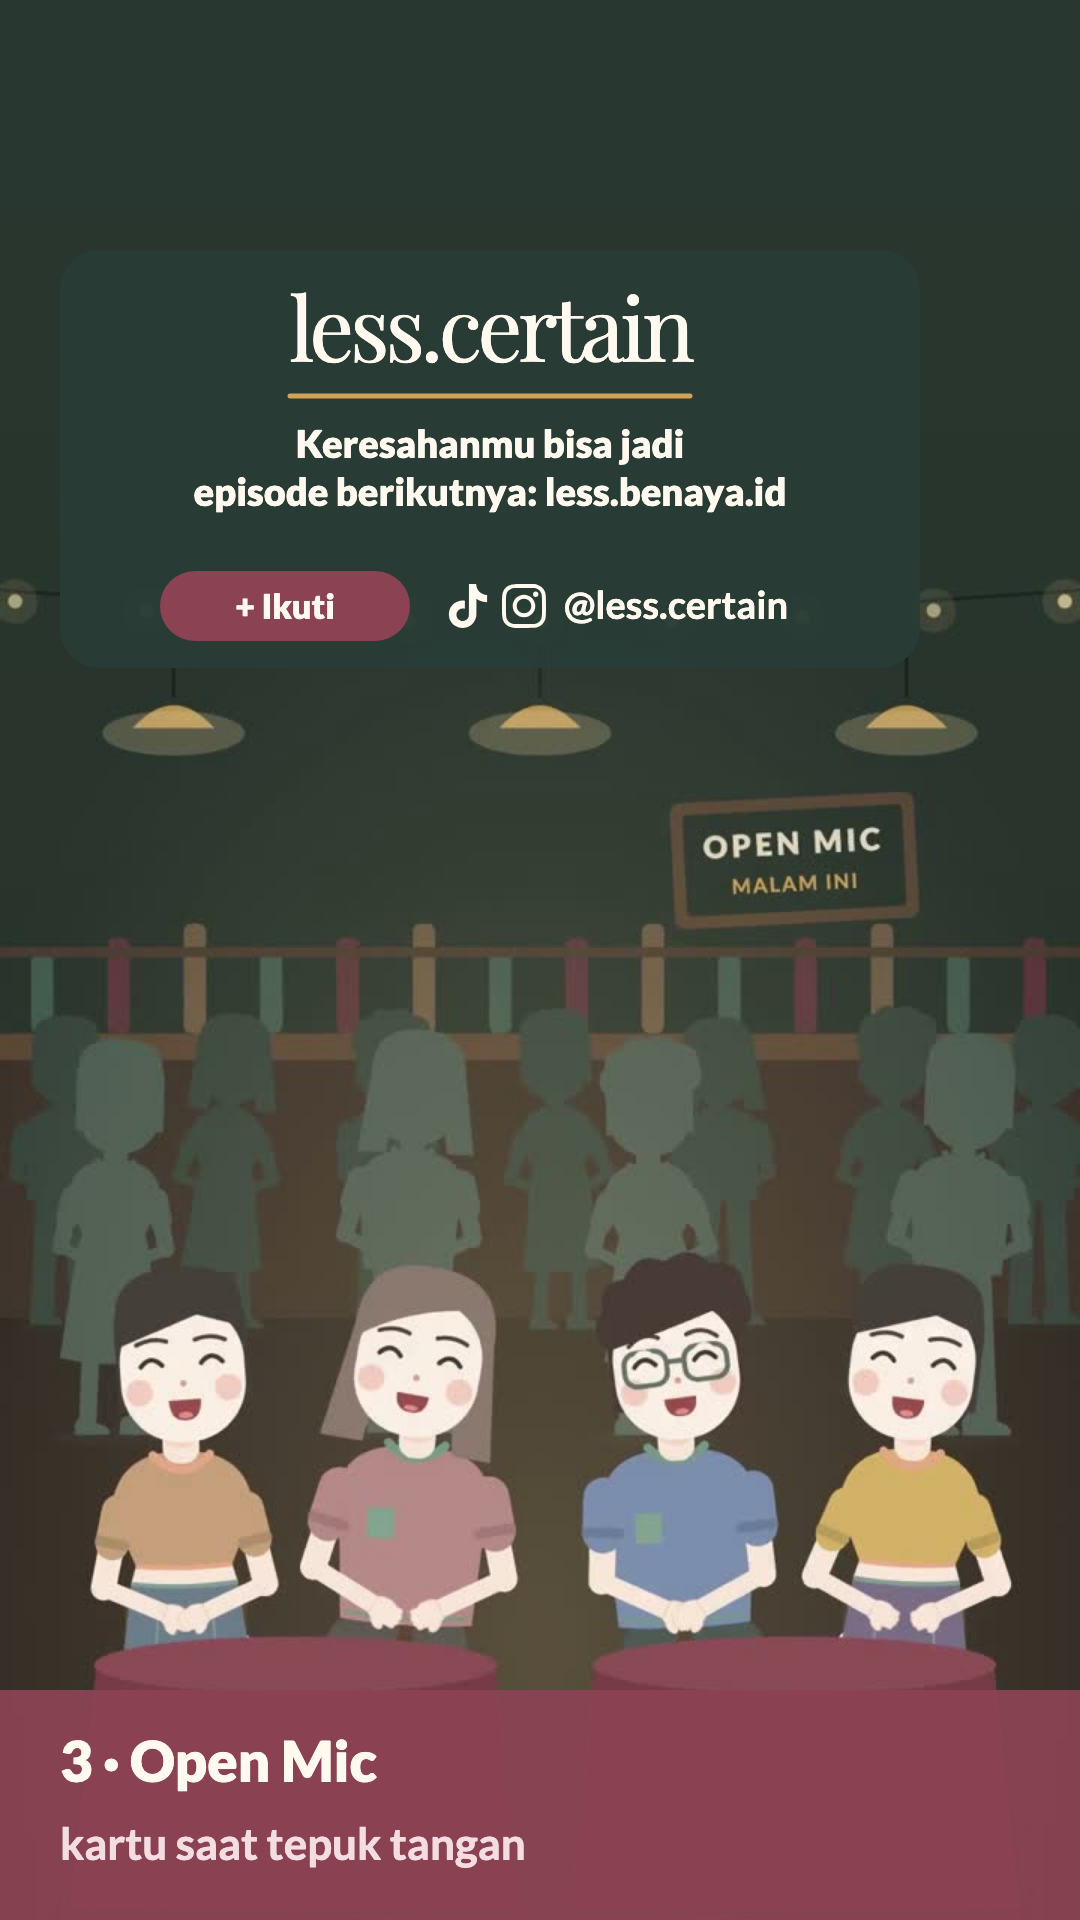 less.certain
Keresahanmu bisa jadi
episode berikutnya: less.benaya.id
+ Ikuti
@less.certain
OPEN MIC
MALAM INI
3 • Open Mic
kartu saat tepuk tangan